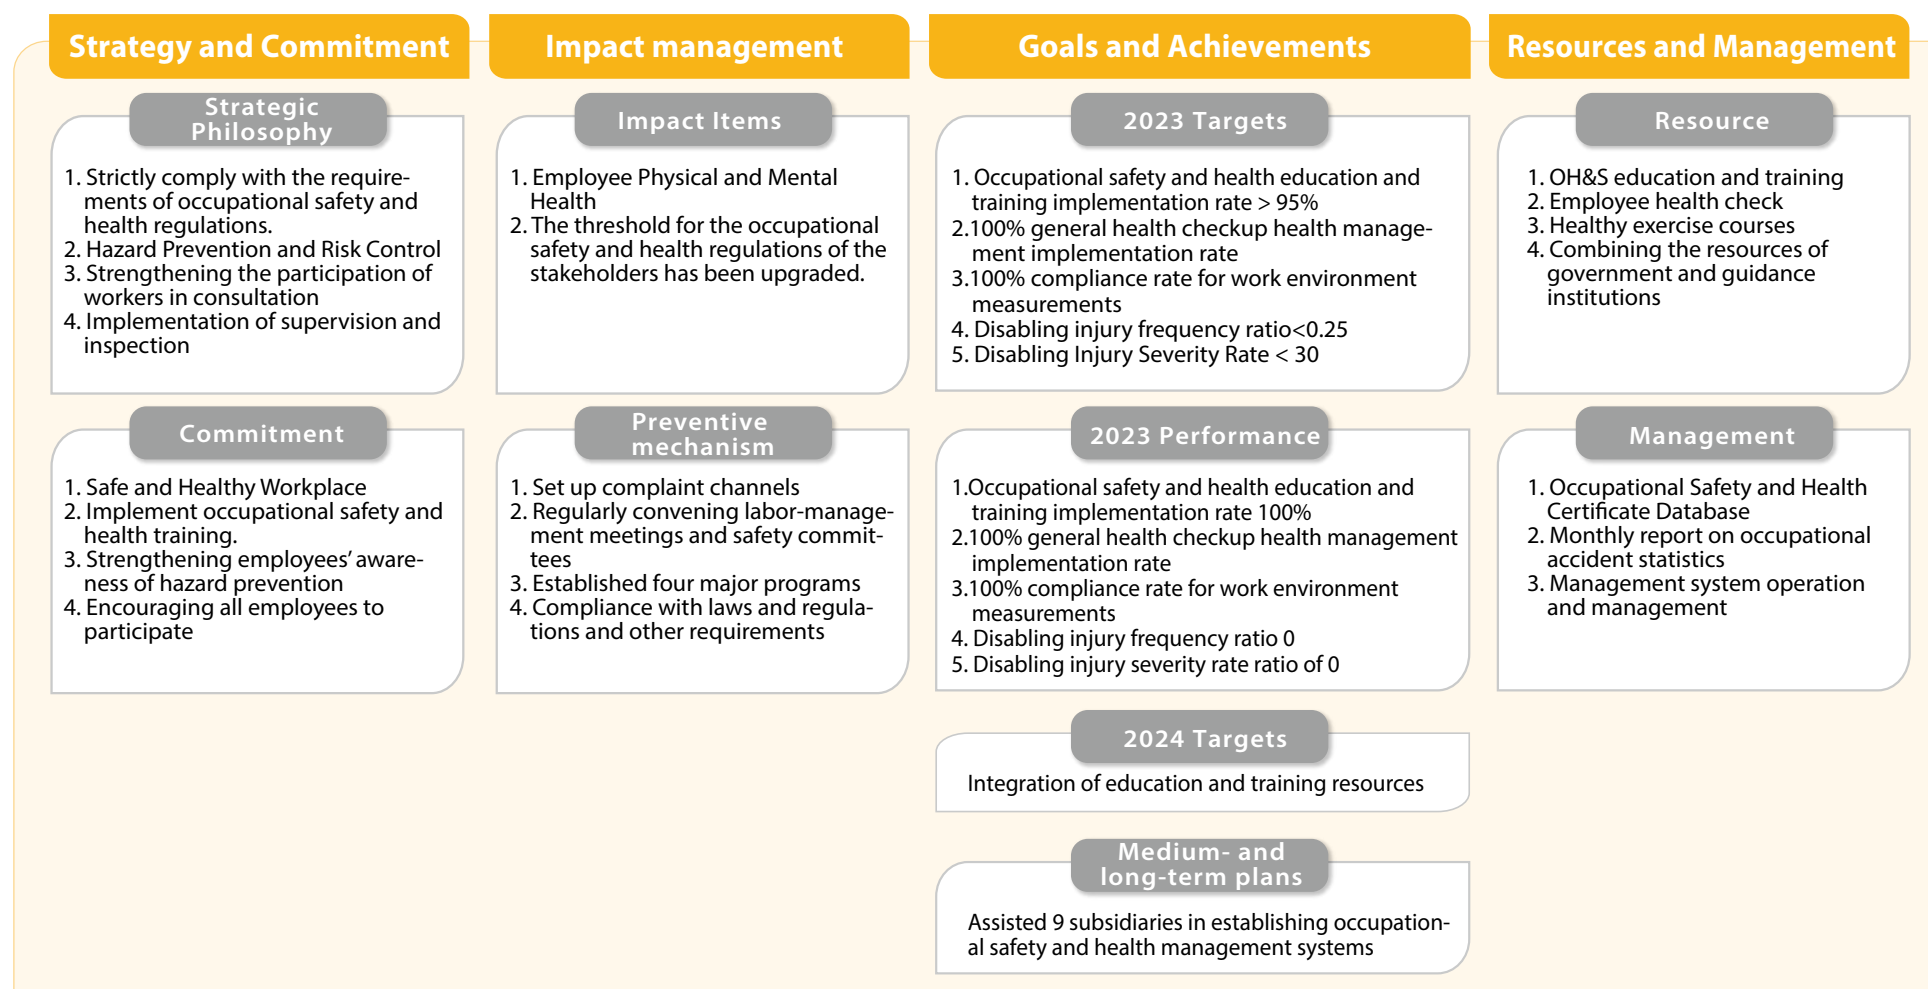 Strategy and Commitment
Strategic
Philosophy
1. Strictly comply with the require-
ments of occupational safety and
health regulations.
2. Hazard Prevention and Risk Control
3. Strengthening the participation of
workers in consultation
4. Implementation of supervision and
inspection
Commitment
1. Safe and Healthy Workplace
2. Implement occupational safety and
health training.
3. Strengthening employees’ aware-
ness of hazard prevention
4. Encouraging all employees to
participate
Impact management
Impact Items
1. Employee Physical and Mental
Health
2. The threshold for the occupational
safety and health regulations of the
stakeholders has been upgraded.
Preventive
mechanism
1. Set up complaint channels
2. Regularly convening labor-manage-
ment meetings and safety commit-
tees
3. Established four major programs
4. Compliance with laws and regula-
tions and other requirements
Goals and Achievements
2023 Targets
1. Occupational safety and health education and
training implementation rate > 95%
2.100% general health checkup health manage-
ment implementation rate
3.100% compliance rate for work environment
measurements
4. Disabling injury frequency ratio<0.25
5. Disabling Injury Severity Rate < 30
2023 Performance
1.Occupational safety and health education and
training implementation rate 100%
2.100% general health checkup health management
implementation rate
3.100% compliance rate for work environment
measurements
4. Disabling injury frequency ratio 0
5. Disabling injury severity rate ratio of 0
2024 Targets
Integration of education and training resources
Medium- and
long-term plans
Assisted 9 subsidiaries in establishing occupation-
al safety and health management systems
Resources and Management
Resource
1. OH&S education and training
2. Employee health check
3. Healthy exercise courses
4. Combining the resources of
government and guidance
institutions
Management
1. Occupational Safety and Health
Certificate Database
2. Monthly report on occupational
accident statistics
3. Management system operation
and management